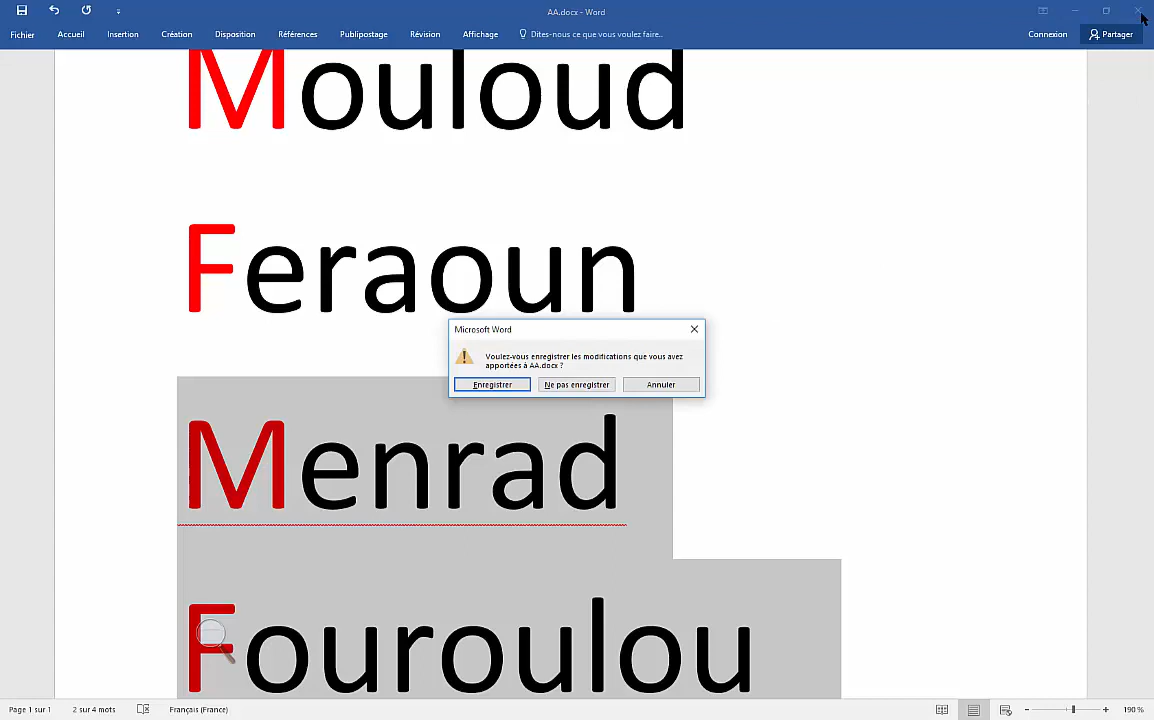 AA.docx - Word
Fichier Accueil Insertion Création Disposition Références Publipostage Révision Affichage Dites-nous ce que vous voulez faire.. Connexion Partager
Mouloud
Feraoun
Microsoft Word
Voulez-vous enregistrer les modifications que vous avez
apportées à AA.docx ?
Enregistrer Ne pas enregistrer Annuler
Menrad
Fouroulou
Page 1 sur 1 2 sur 4 mots Français (France) 190 %